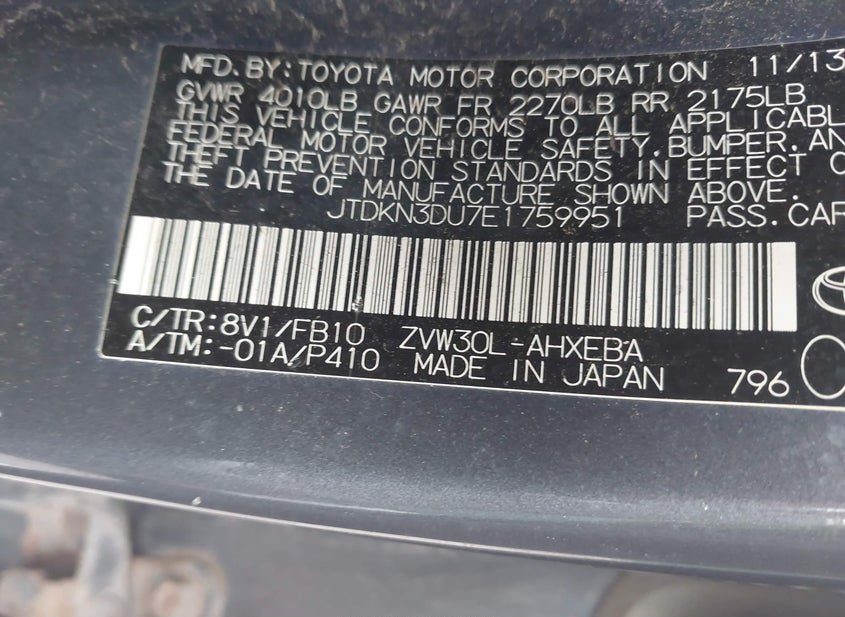 MFD.BY:TOYOTA MOTOR CORPORATION 11/13
GVWR 4010LB GAWR FR 2270LB RR 2175LB
THIS VEHICLE CONFORMS TO ALL APPLICABL
FEDERAL MOTOR VEHICLE SAFETY,BUMPER,AN
THEFT PREVENTION STANDARDS IN EFFECT O
THE DATE OF MANUFACTURE SHOWN ABOVE.
JTDKN3DU7E1759951 PASS.CAR
C/TR:8V1/FB10 ZVW30L-AHXEBA
A/TM:-01A/P410 MADE IN JAPAN 796